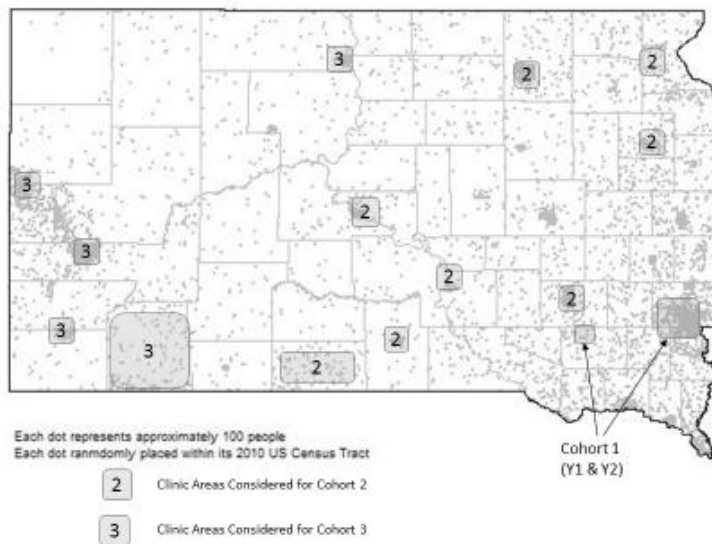 3
2
2
2
3
2
3
2
2
3
3
2
2
Each dot represents approximately 100 people
Each dot ranmdomly placed within its 2010 US Census Tract
Cohort 1
(Y1 & Y2)
2 Clinic Areas Considered for Cohort 2
3 Clinic Areas Considered for Cohort 3